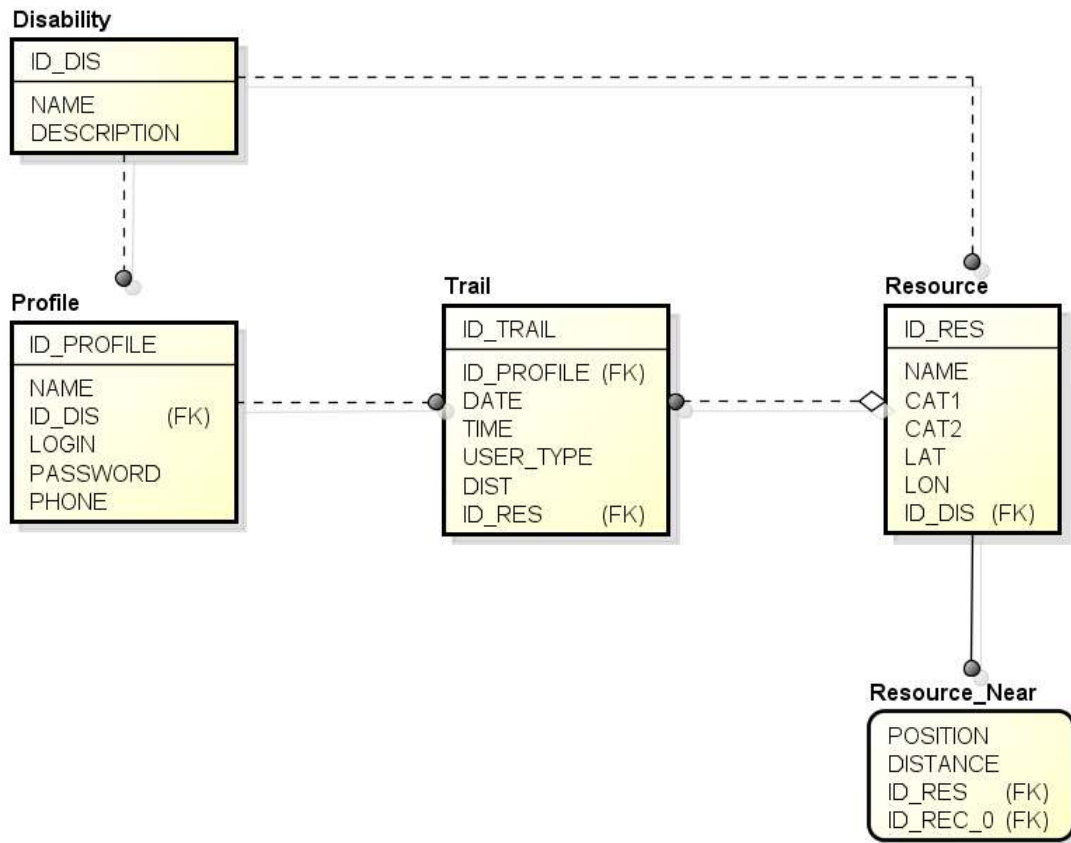 Disability
ID_DIS
NAME
DESCRIPTION
Profile
ID_PROFILE
NAME
ID_DIS (FK)
LOGIN
PASSWORD
PHONE
Trail
ID_TRAIL
ID_PROFILE (FK)
DATE
TIME
USER_TYPE
DIST
ID_RES (FK)
Resource
ID_RES
NAME
CAT1
CAT2
LAT
LON
ID_DIS (FK)
Resource_Near
POSITION
DISTANCE
ID_RES (FK)
ID_REC_0 (FK)